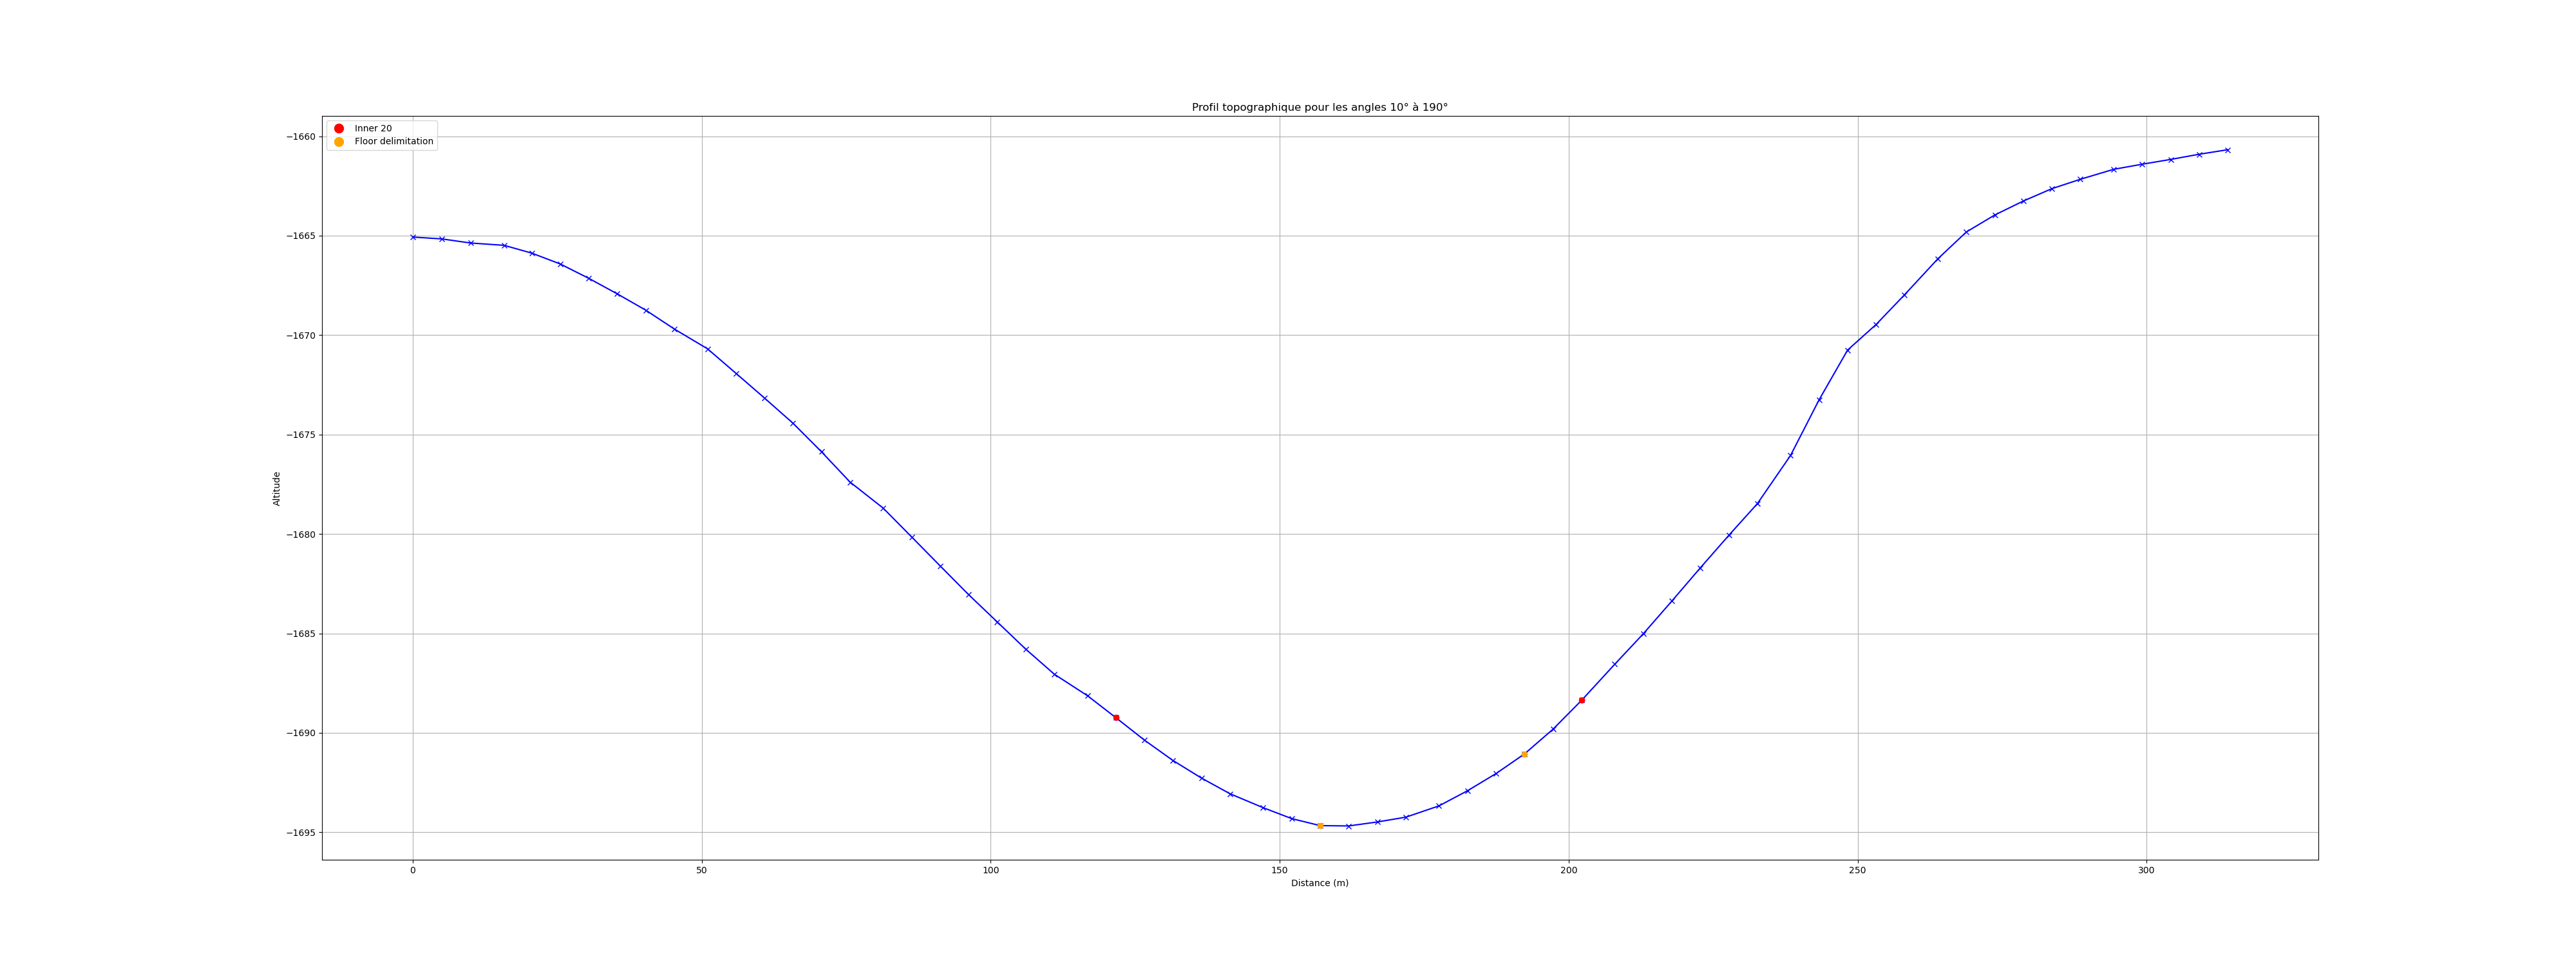 Profil topographique pour les angles 10° à 190°
Inner 20
Floor delimitation
−1660
−1665
−1670
−1675
−1680
−1685
−1690
−1695
Altitude
0 50 100 150 200 250 300
Distance (m)